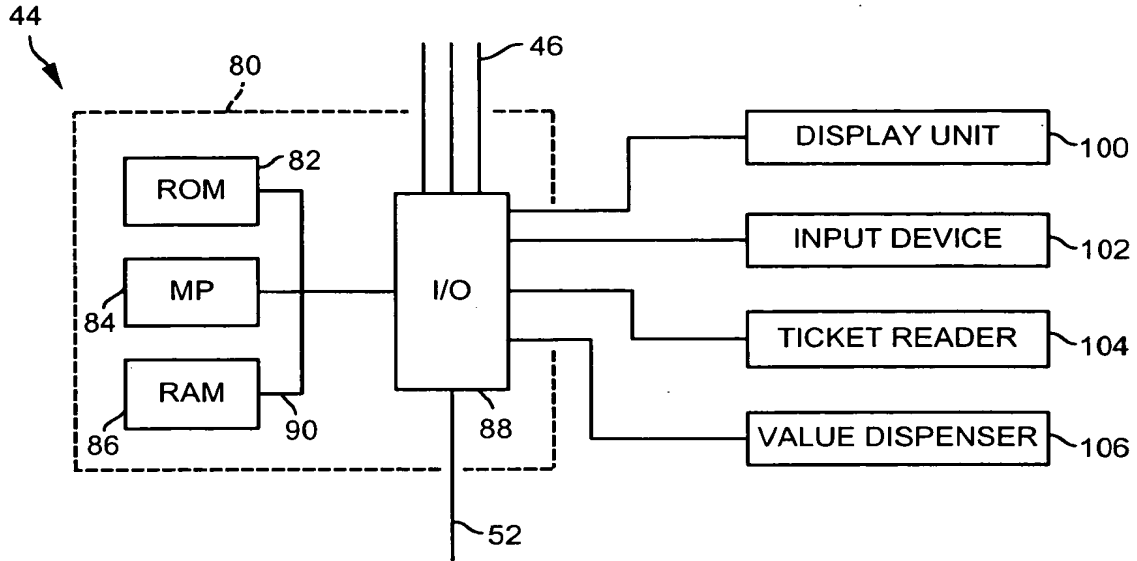 44
46
80
DISPLAY UNIT
100
82
ROM
INPUT DEVICE
102
MP
I/O
84
TICKET READER
104
RAM
86
90
88
VALUE DISPENSER
106
52